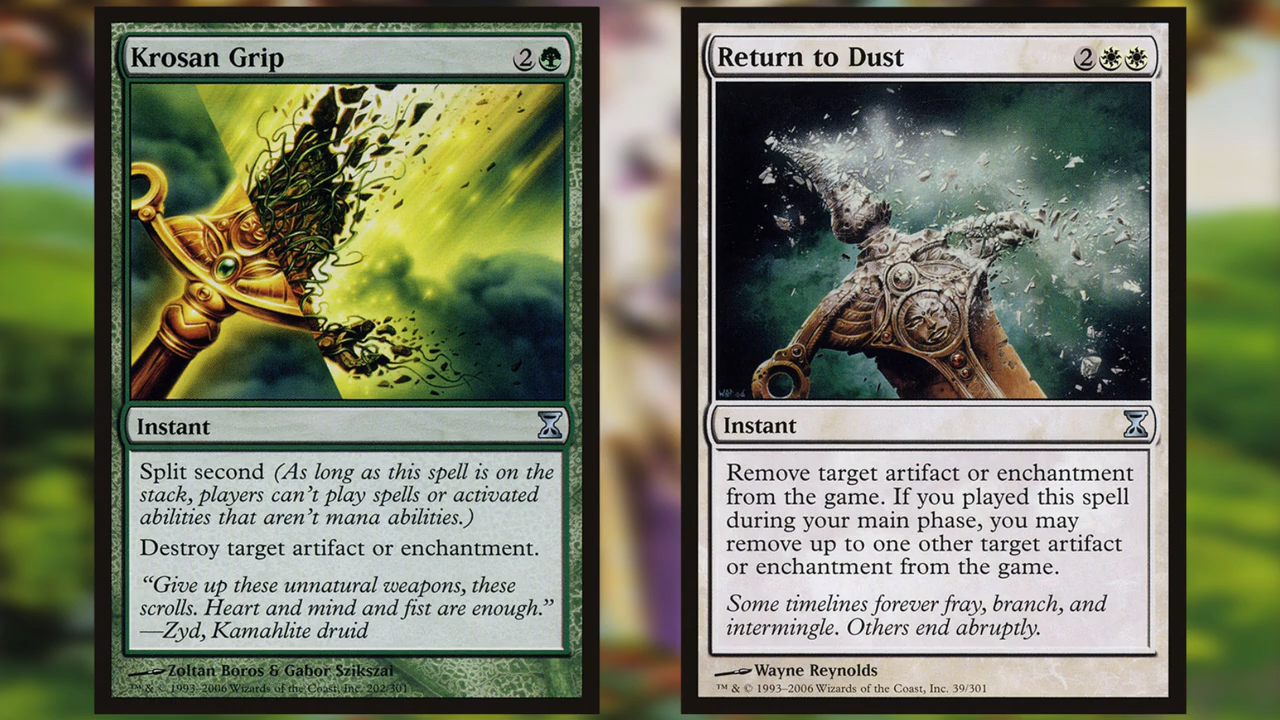 Krosan Grip
2
Instant
Split second (As long as this spell is on the
stack, players can't play spells or activated
abilities that aren't mana abilities.)
Destroy target artifact or enchantment.
"Give up these unnatural weapons, these
scrolls. Heart and mind and fist are enough."
—Zyd, Kamahlite druid
Zoltan Boros & Gabor Szikszai
™ & © 1993–2006 Wizards of the Coast, Inc. 202/301
Return to Dust
2
Instant
Remove target artifact or enchantment
from the game. If you played this spell
during your main phase, you may
remove up to one other target artifact
or enchantment from the game.
Some timelines forever fray, branch, and
intermingle. Others end abruptly.
Wayne Reynolds
™ & © 1993–2006 Wizards of the Coast, Inc. 39/301